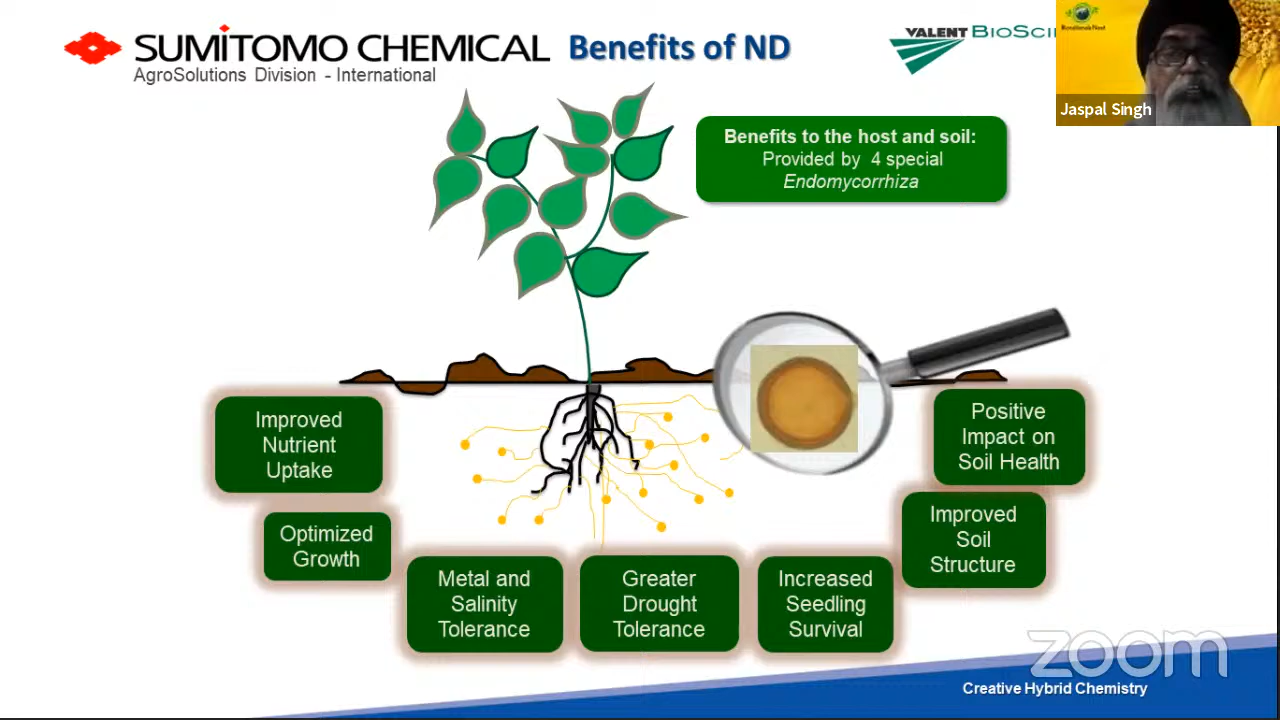 SUMITOMO CHEMICAL
AgroSolutions Division - International
Benefits of ND
VALENT
Jaspal Singh
Benefits to the host and soil:
Provided by 4 special
Endomycorrhiza
Improved
Nutrient
Uptake
Optimized
Growth
Metal and
Salinity
Tolerance
Greater
Drought
Tolerance
Increased
Seedling
Survival
Improved
Soil
Structure
Positive
Impact on
Soil Health
zoom
Creative Hybrid Chemistry